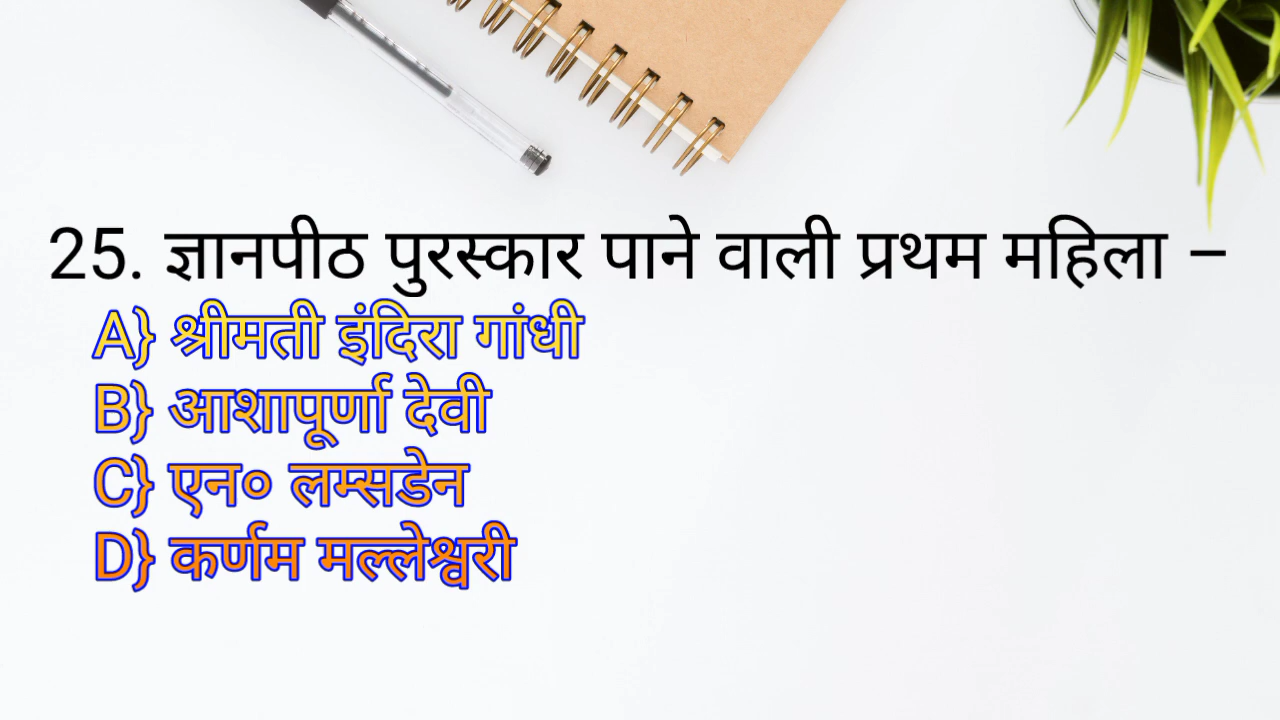 25. ज्ञानपीठ पुरस्कार पाने वाली प्रथम महिला –
A} श्रीमती इंदिरा गांधी
B} आशापूर्णा देवी
C} एन० लम्सडेन
D} कर्णम मल्लेश्वरी